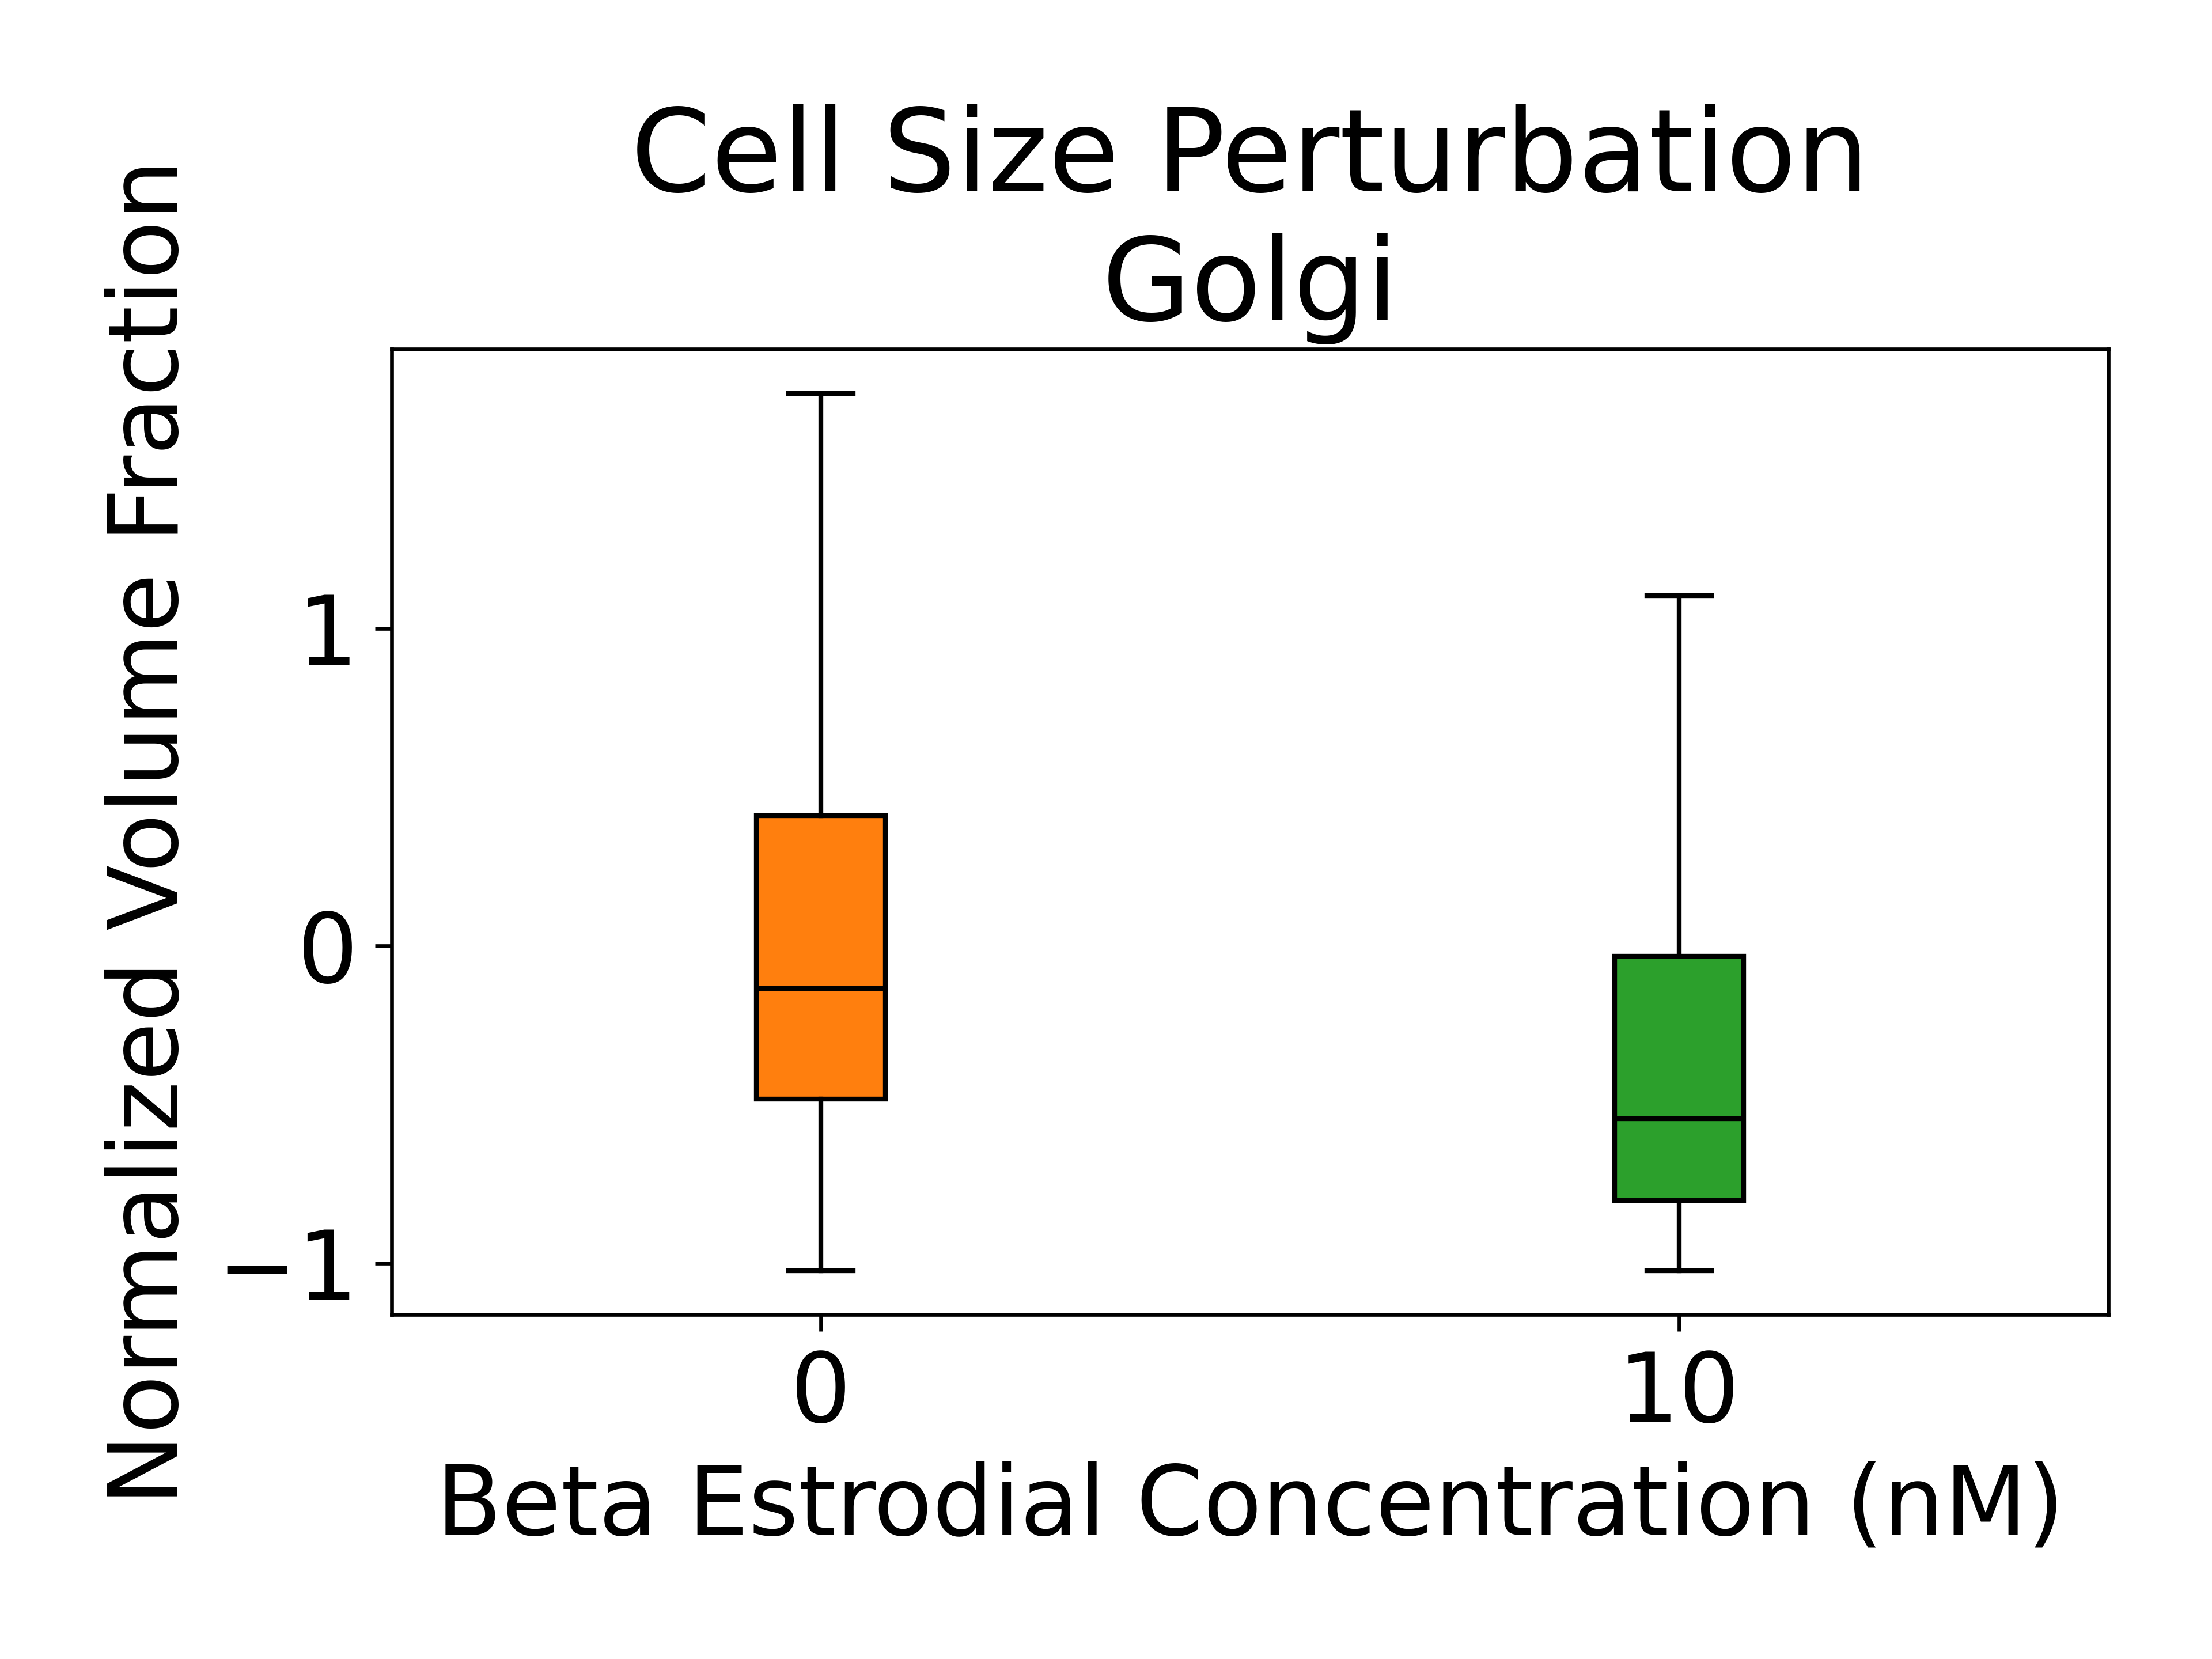 Cell Size Perturbation
Golgi
Normalized Volume Fraction
1
0
−1
0
10
Beta Estrodial Concentration (nM)